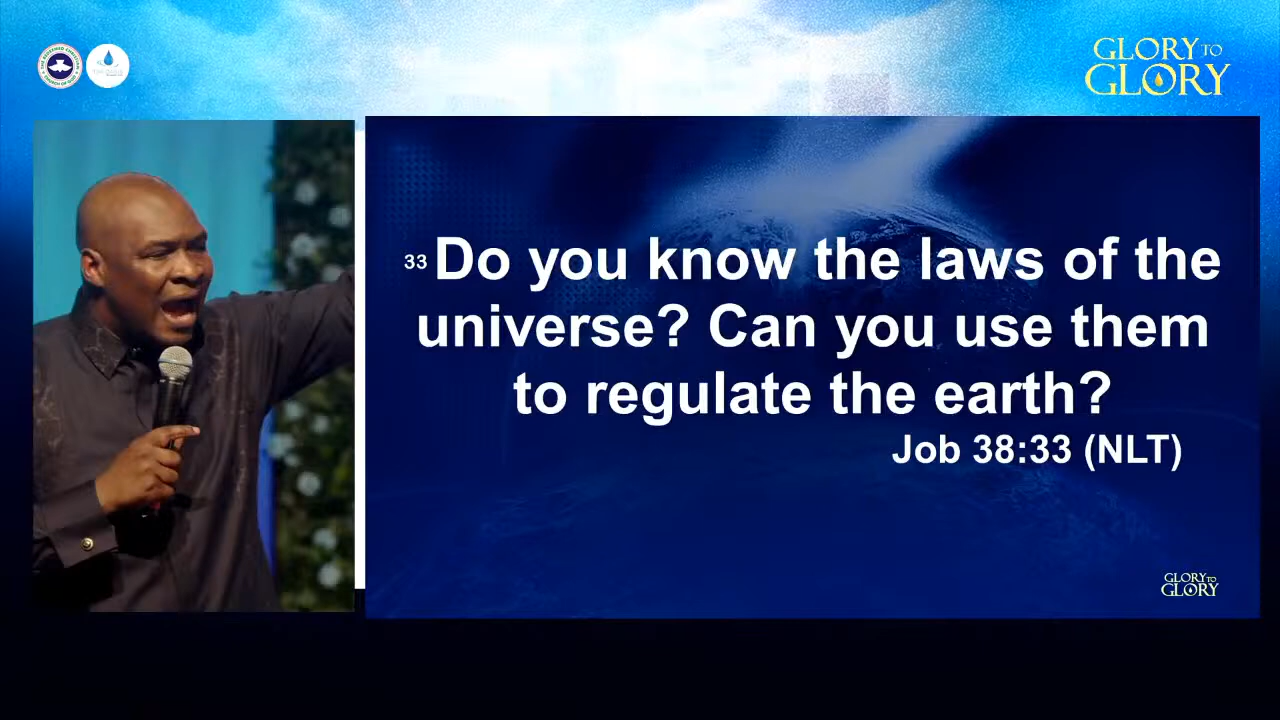 GLORY TO
GLORY
33 Do you know the laws of the
universe? Can you use them
to regulate the earth?
Job 38:33 (NLT)
GLORY TO
GLORY